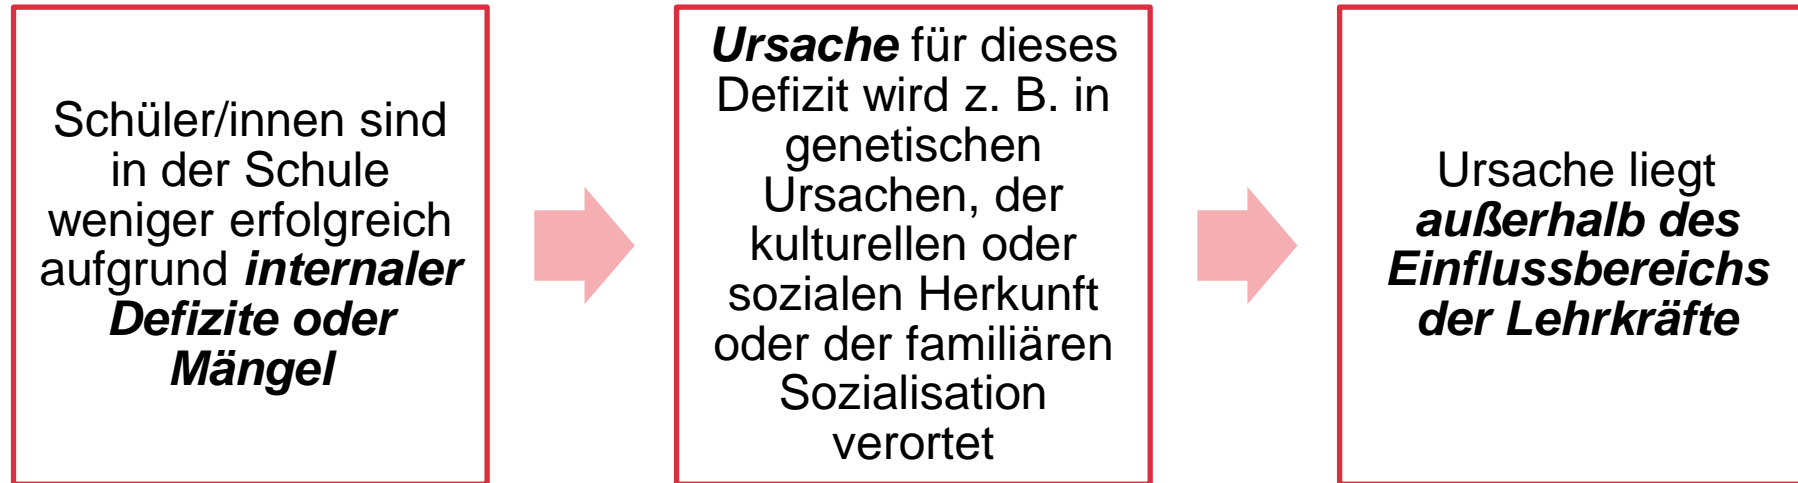 Schüler/innen sind
in der Schule
weniger erfolgreich
aufgrund internaler
Defizite oder
Mängel
Ursache für dieses
Defizit wird z. B. in
genetischen
Ursachen, der
kulturellen oder
sozialen Herkunft
oder der familiären
Sozialisation
verortet
Ursache liegt
außerhalb des
Einflussbereichs
der Lehrkräfte